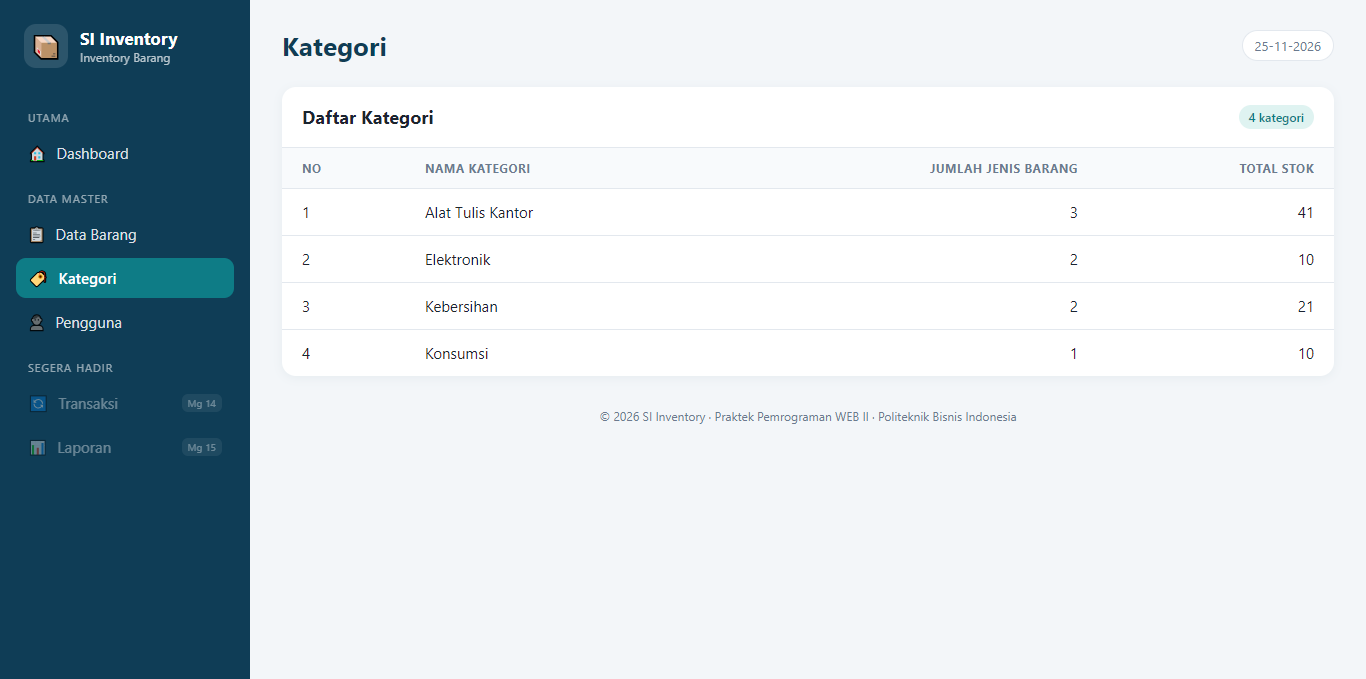 SI Inventory
Inventory Barang
UTAMA
Dashboard
DATA MASTER
Data Barang
Kategori
Pengguna
SEGERA HADIR
Transaksi Mg 14
Laporan Mg 15
Kategori 25-11-2026
Daftar Kategori 4 kategori
NO NAMA KATEGORI JUMLAH JENIS BARANG TOTAL STOK
1 Alat Tulis Kantor 3 41
2 Elektronik 2 10
3 Kebersihan 2 21
4 Konsumsi 1 10
© 2026 SI Inventory · Praktek Pemrograman WEB II · Politeknik Bisnis Indonesia